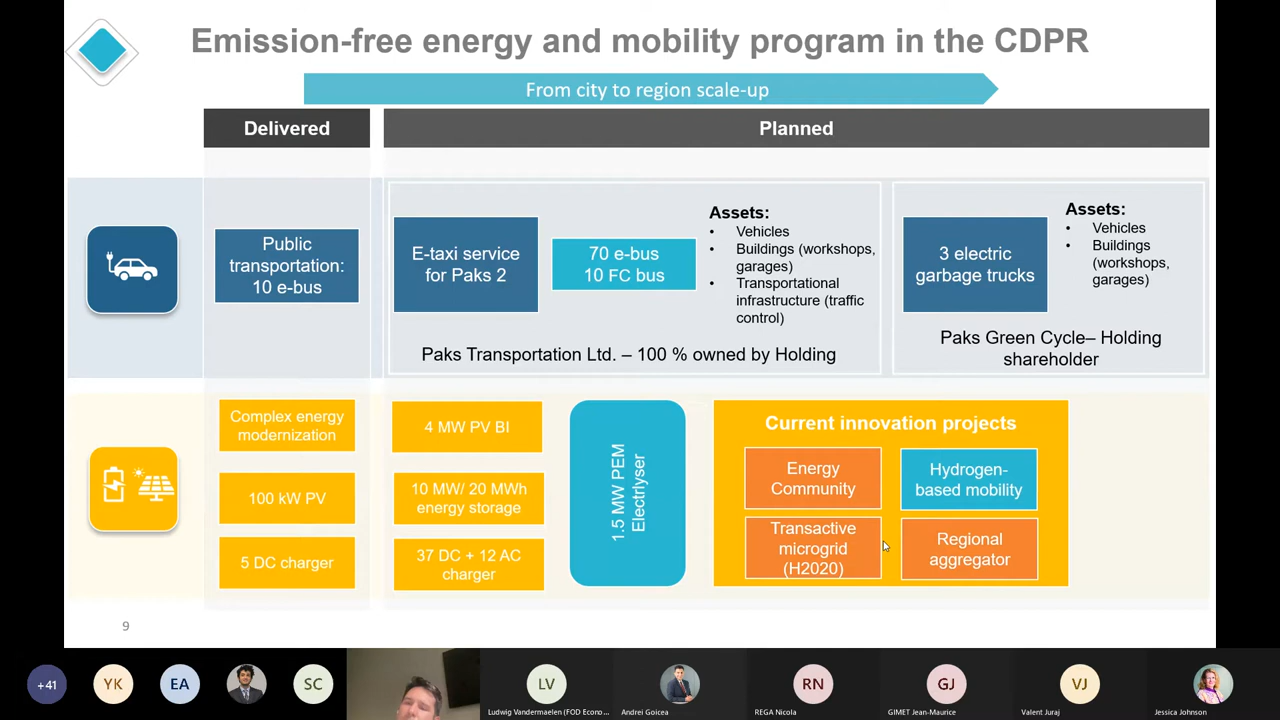 Emission-free energy and mobility program in the CDPR
From city to region scale-up
Delivered
Planned
Public
transportation:
10 e-bus
E-taxi service
for Paks 2
70 e-bus
10 FC bus
Assets:
• Vehicles
• Buildings (workshops,
garages)
• Transportational
infrastructure (traffic
control)
Paks Transportation Ltd. – 100 % owned by Holding
3 electric
garbage trucks
Assets:
• Vehicles
• Buildings
(workshops,
garages)
Paks Green Cycle– Holding
shareholder
Complex energy
modernization
100 kW PV
5 DC charger
4 MW PV BI
10 MW/ 20 MWh
energy storage
37 DC + 12 AC
charger
1.5 MW PEM
Electrlyser
Current innovation projects
Energy
Community
Hydrogen-
based mobility
Transactive
microgrid
(H2020)
Regional
aggregator
9
+41
YK
EA
SC
LV
RN
GJ
VJ
Ludwig Vandermaelen (FOD Econo...
Andrei Goicea
REGA Nicola
GIMET Jean-Maurice
Valent Juraj
Jessica Johnson